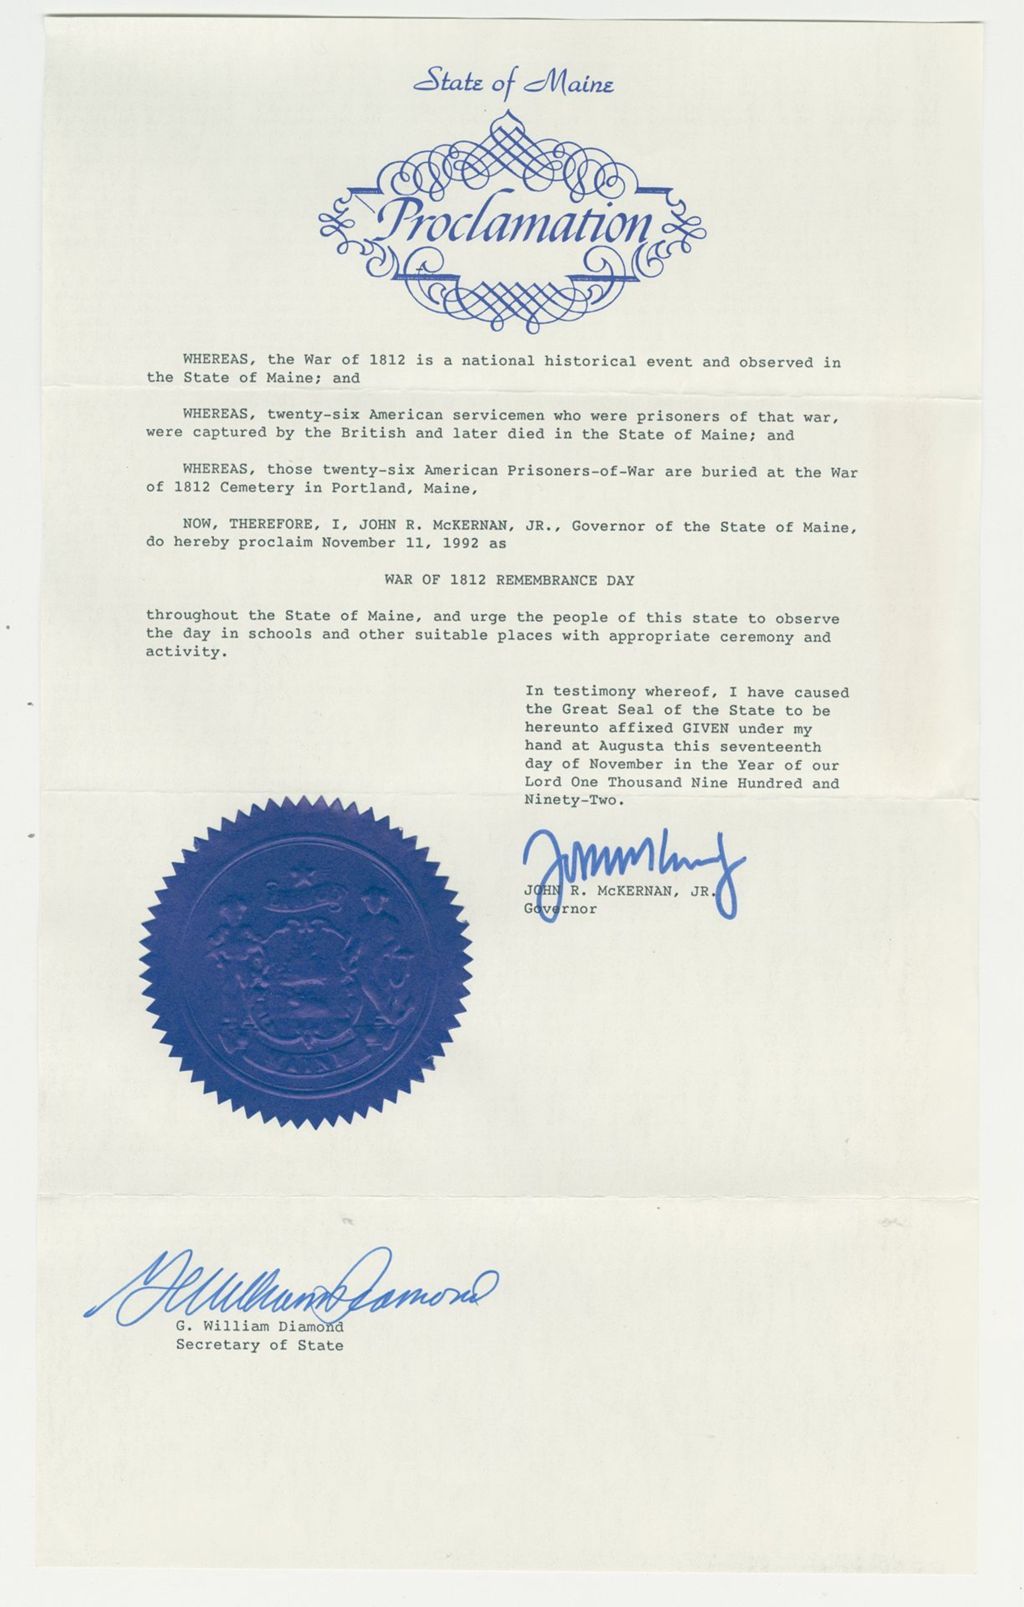 State of Maine
Proclamation
WHEREAS, the War of 1812 is a national historical event and observed in
the State of Maine; and
WHEREAS, twenty-six American servicemen who were prisoners of that war,
were captured by the British and later died in the State of Maine; and
WHEREAS, those twenty-six American Prisoners-of-War are buried at the War
of 1812 Cemetery in Portland, Maine,
NOW, THEREFORE, I, JOHN R. McKERNAN, JR., Governor of the State of Maine,
do hereby proclaim November 11, 1992 as
WAR OF 1812 REMEMBRANCE DAY
throughout the State of Maine, and urge the people of this state to observe
the day in schools and other suitable places with appropriate ceremony and
activity.
In testimony whereof, I have caused
the Great Seal of the State to be
hereunto affixed GIVEN under my
hand at Augusta this seventeenth
day of November in the Year of our
Lord One Thousand Nine Hundred and
Ninety-Two.
JOHN R. McKERNAN, JR.
Governor
MAINE
G William Diamond
G. William Diamond
Secretary of State